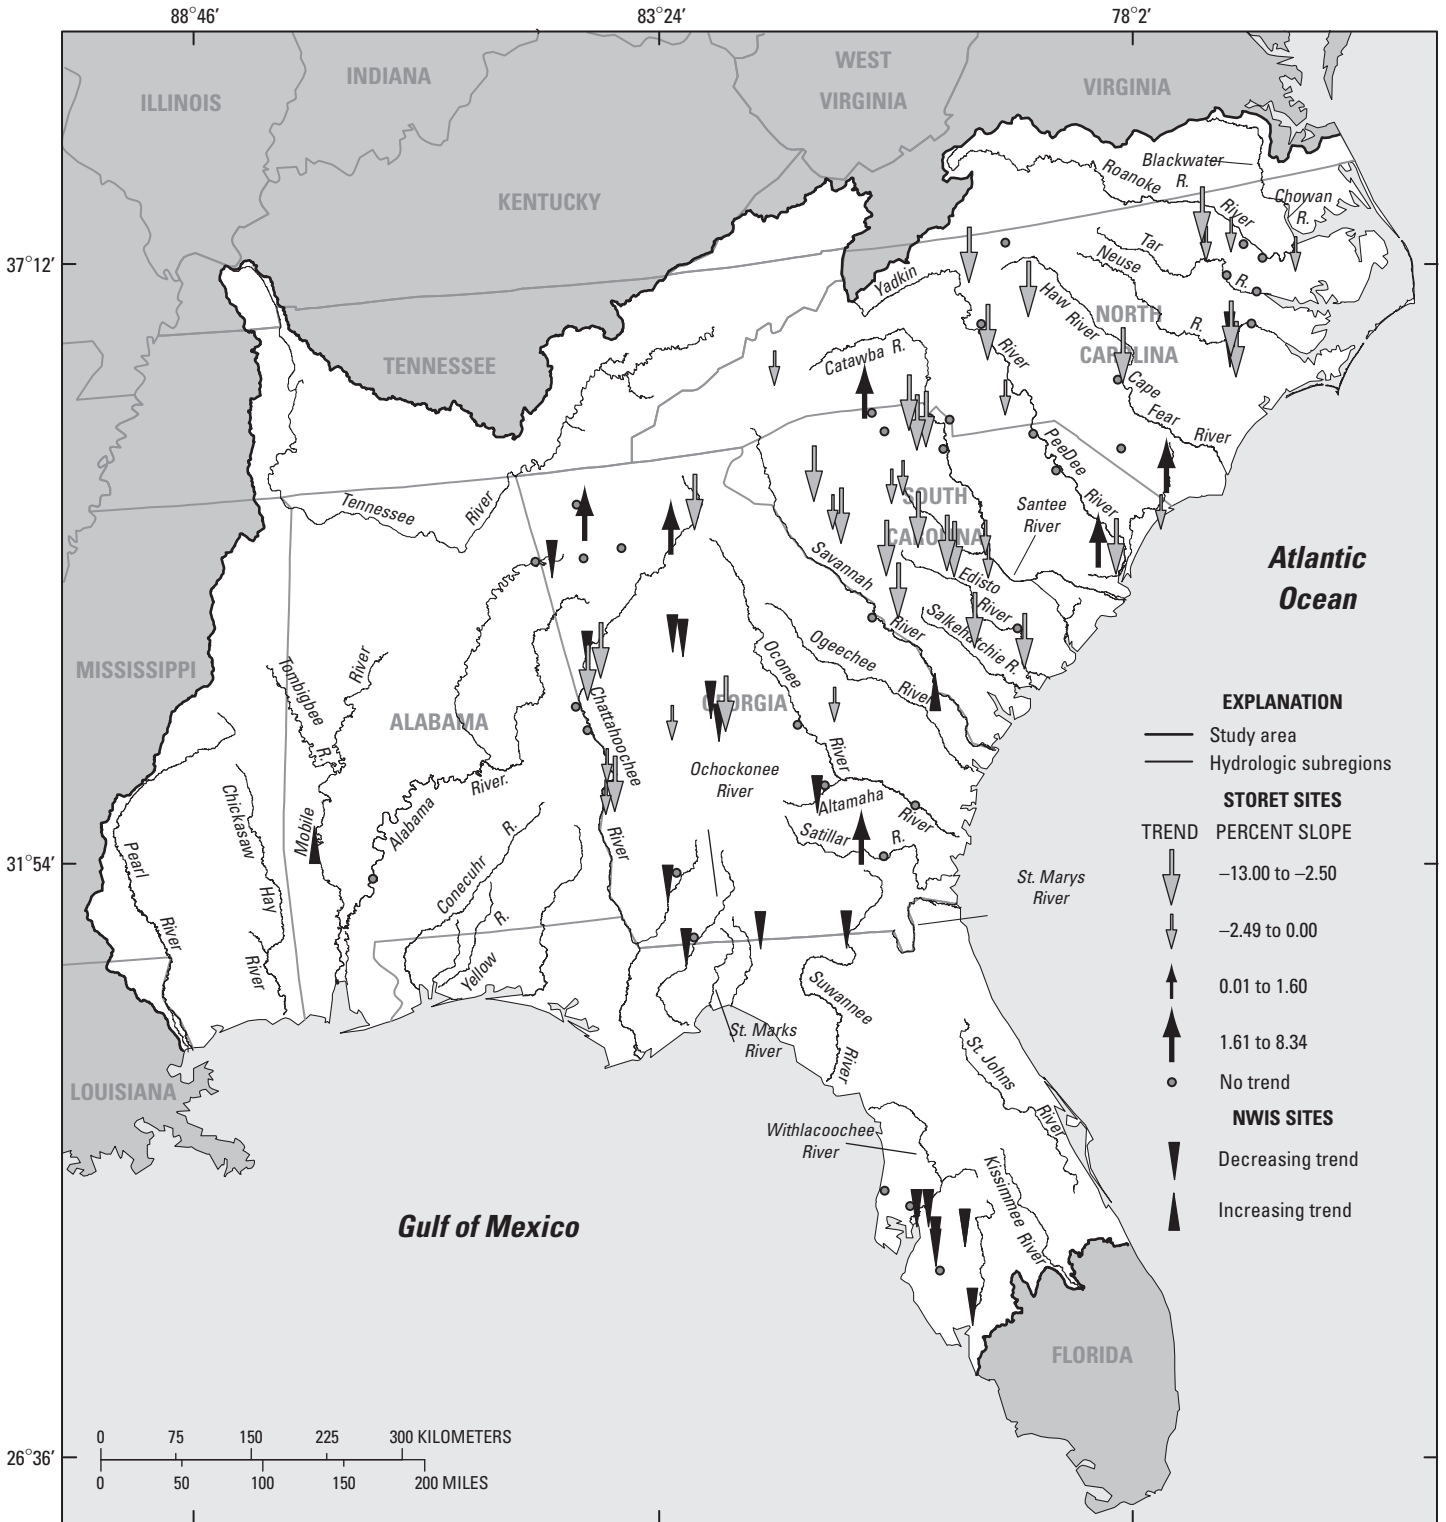 88°46′ 83°24′ 78°2′
INDIANA
WEST
VIRGINIA
VIRGINIA
ILLINOIS
KENTUCKY
Blackwater
R.
Roanoke
River
Chowan
R.
37°12′
Tar
R.
Neuse
R.
Yadkin
River
Haw River
NORTH
CAROLINA
TENNESSEE
Catawba R.
Cape
Fear
River
PeeDee
River
Tennessee
River
SOUTH
CAROLINA
Santee
River
Savannah
River
Edisto
River
Salkehatchie R.
Atlantic
Ocean
MISSISSIPPI
Tombigbee
R.
River
ALABAMA
Chattahoochee
River
GEORGIA
Oconee
River
Ogeechee
River
EXPLANATION
Study area
Hydrologic subregions
STORET SITES
TREND PERCENT SLOPE
–13.00 to –2.50
–2.49 to 0.00
0.01 to 1.60
1.61 to 8.34
No trend
NWIS SITES
Decreasing trend
Increasing trend
Ochockonee
River
Altamaha
River
Satillar
R.
Chickasaw
Hay
River
Mobile
Alabama
River.
Conecuhr
R.
31°54′
Pearl
River
Yellow
R.
St. Marys
River
Suwannee
River
St. Marks
River
St. Johns
River
LOUISIANA
Withlacoochee
River
Kissimmee River
Gulf of Mexico
FLORIDA
0 75 150 225 300 KILOMETERS
0 50 100 150 200 MILES
26°36′